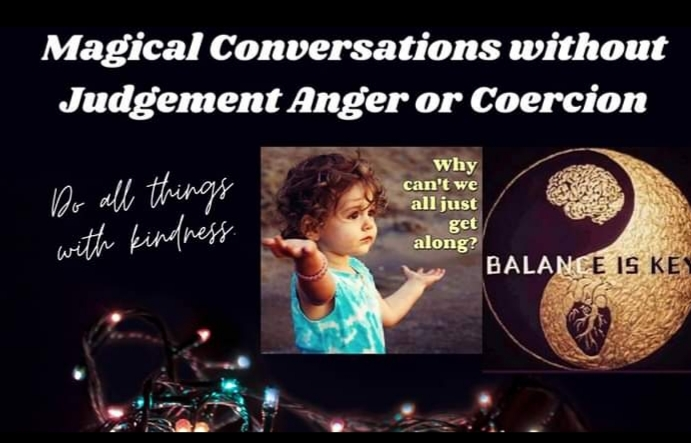 Magical Conversations without
Judgement Anger or Coercion
Do all things
with kindness.
Why
can't we
all just
get
along?
BALANCE IS KEY